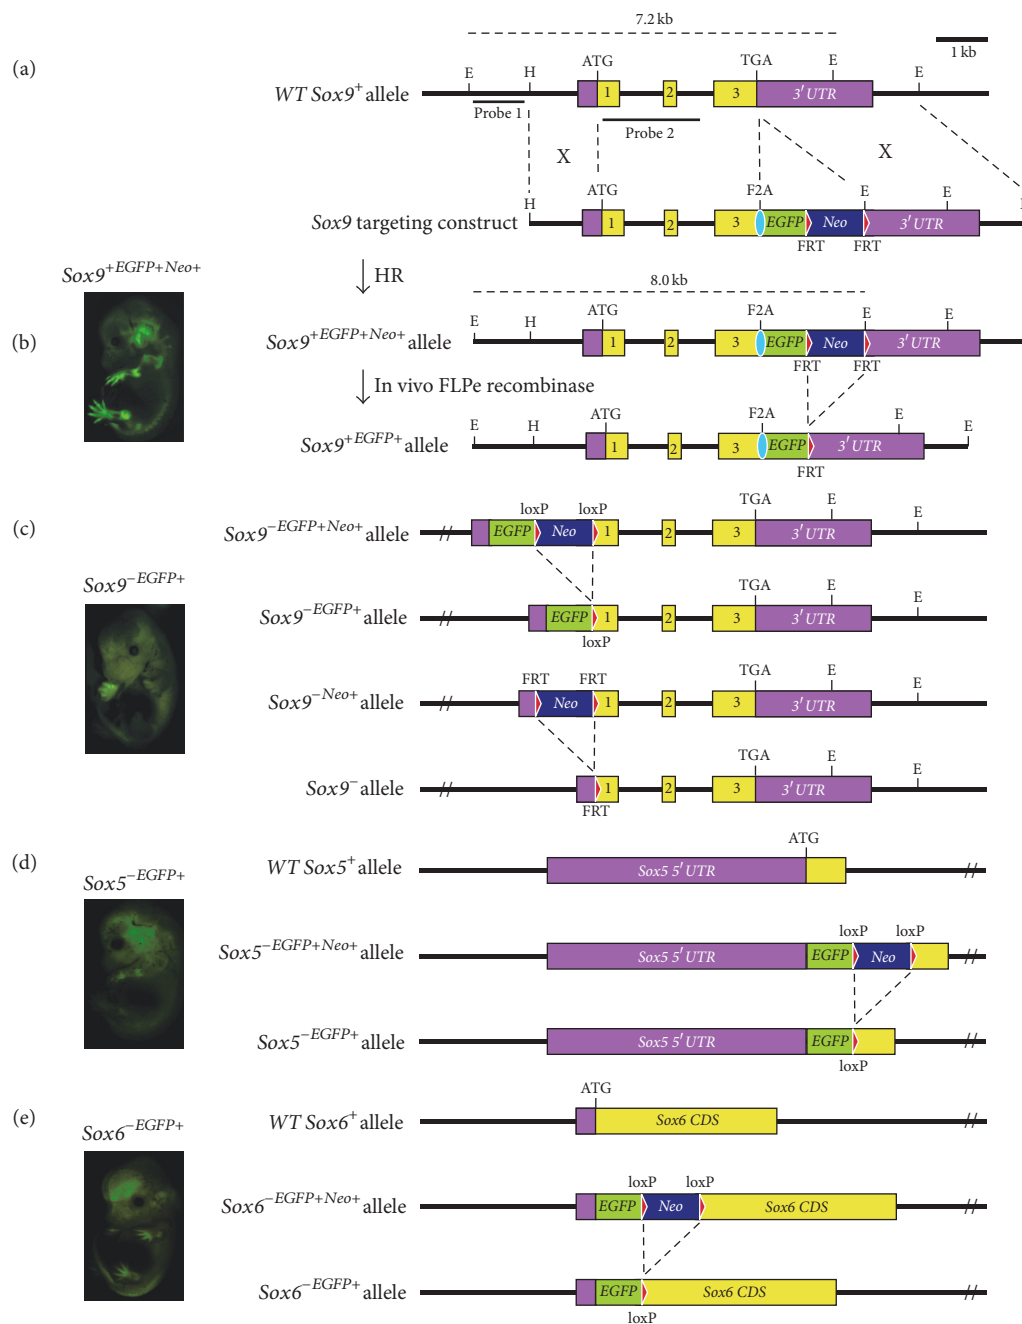 7.2 kb
1 kb
(a)
E H ATG TGA E E
WT Sox9+ allele 1 2 3 3′ UTR
Probe 1 Probe 2
X X
H ATG F2A E E
Sox9 targeting construct 1 2 3 EGFP Neo 3′ UTR
FRT FRT
HR
Sox9+EGFP+Neo+
8.0 kb
(b)
E H ATG F2A E E
Sox9+EGFP+Neo+ allele 1 2 3 EGFP Neo 3′ UTR
FRT FRT
In vivo FLPe recombinase
E H ATG F2A E E
Sox9+EGFP+ allele 1 2 3 EGFP 3′ UTR
FRT
(c)
loxP loxP TGA E E
Sox9−EGFP+Neo+ allele // EGFP Neo 1 2 3 3′ UTR
Sox9−EGFP+
TGA E E
Sox9−EGFP+ allele // EGFP 1 2 3 3′ UTR
loxP
FRT FRT TGA E E
Sox9−Neo+ allele // Neo 1 2 3 3′ UTR
TGA E E
Sox9− allele // 1 2 3 3′ UTR
FRT
(d)
Sox5−EGFP+
ATG
WT Sox5+ allele Sox5 5′ UTR //
loxP loxP
Sox5−EGFP+Neo+ allele Sox5 5′ UTR EGFP Neo //
Sox5−EGFP+ allele Sox5 5′ UTR EGFP //
loxP
(e)
Sox6−EGFP+
ATG
WT Sox6+ allele Sox6 CDS //
loxP loxP
Sox6−EGFP+Neo+ allele EGFP Neo Sox6 CDS //
Sox6−EGFP+ allele EGFP Sox6 CDS //
loxP